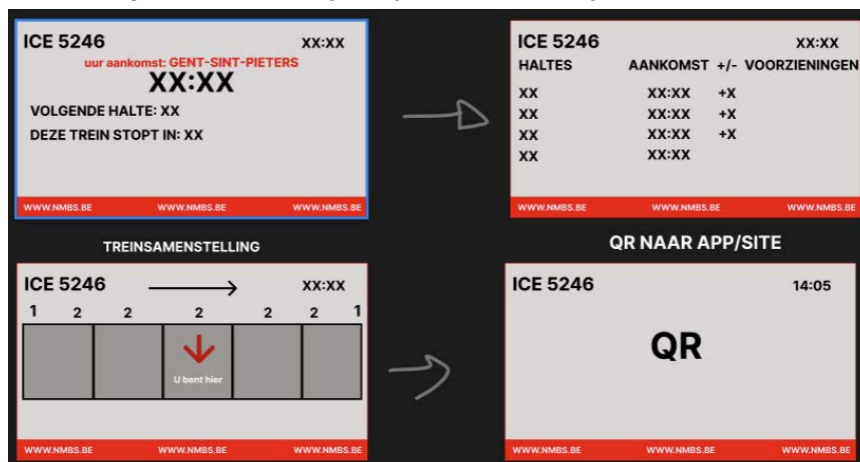 ICE 5246 XX:XX
uur aankomst: GENT-SINT-PIETERS
XX:XX
VOLGENDE HALTE: XX
DEZE TREIN STOPT IN: XX
WWW.NMBS.BE WWW.NMBS.BE WWW.NMBS.BE
ICE 5246 XX:XX
HALTES AANKOMST +/- VOORZIENINGEN
XX XX:XX +X
XX XX:XX +X
XX XX:XX +X
XX XX:XX
WWW.NMBS.BE WWW.NMBS.BE WWW.NMBS.BE
TREINSAMENSTELLING
ICE 5246 XX:XX
1 2 2 2 2 2 1
U bent hier
WWW.NMBS.BE WWW.NMBS.BE WWW.NMBS.BE
QR NAAR APP/SITE
ICE 5246 14:05
QR
WWW.NMBS.BE WWW.NMBS.BE WWW.NMBS.BE